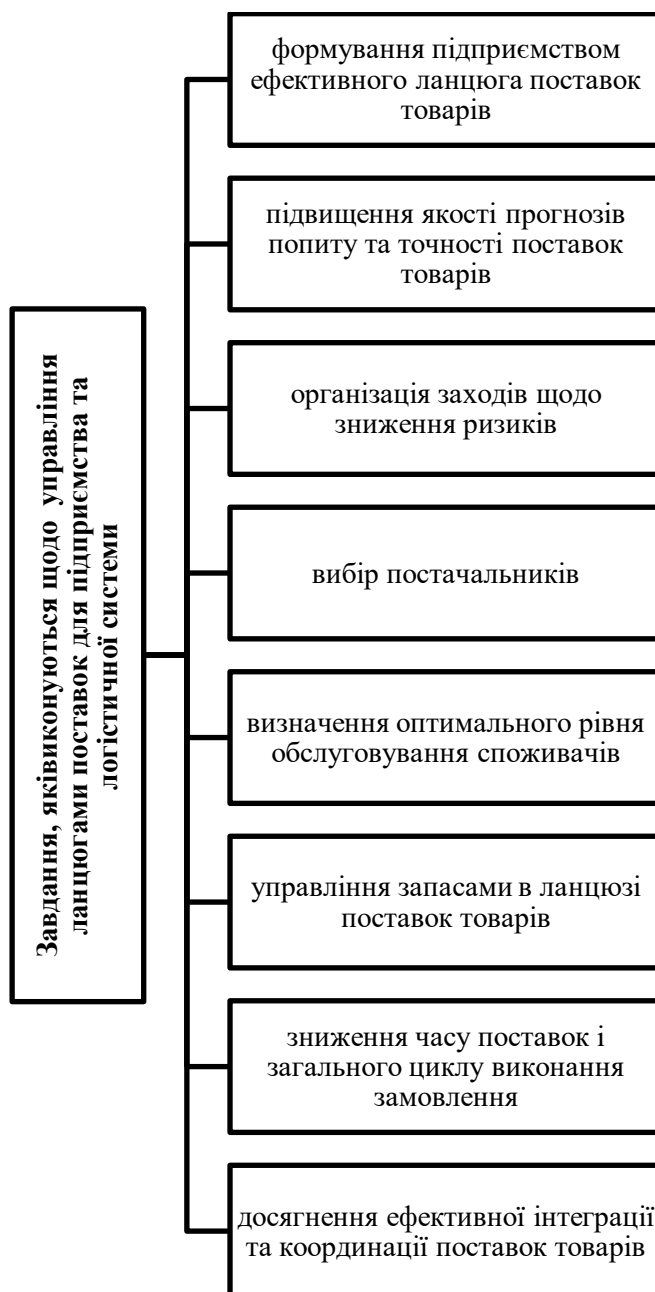 Завдання, яківиконуються щодо управління
ланцюгами поставок для підприємства та
логістичної системи
формування підприємством
ефективного ланцюга поставок
товарів
підвищення якості прогнозів
попиту та точності поставок
товарів
організація заходів щодо
зниження ризиків
вибір постачальників
визначення оптимального рівня
обслуговування споживачів
управління запасами в ланцюзі
поставок товарів
зниження часу поставок і
загального циклу виконання
замовлення
досягнення ефективної інтеграції
та координації поставок товарів